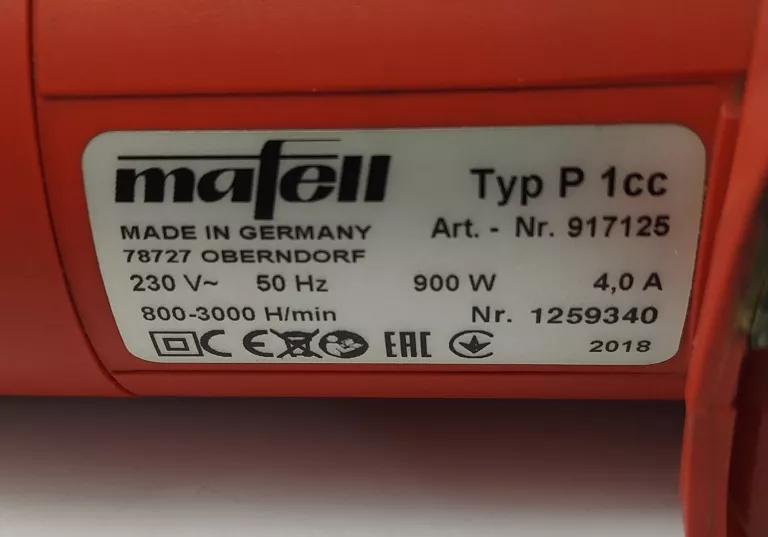 mafell
Typ P 1cc
MADE IN GERMANY
Art. - Nr. 917125
78727 OBERNDORF
230 V~ 50 Hz 900 W 4,0 A
800-3000 H/min
Nr. 1259340
CE EAC
2018